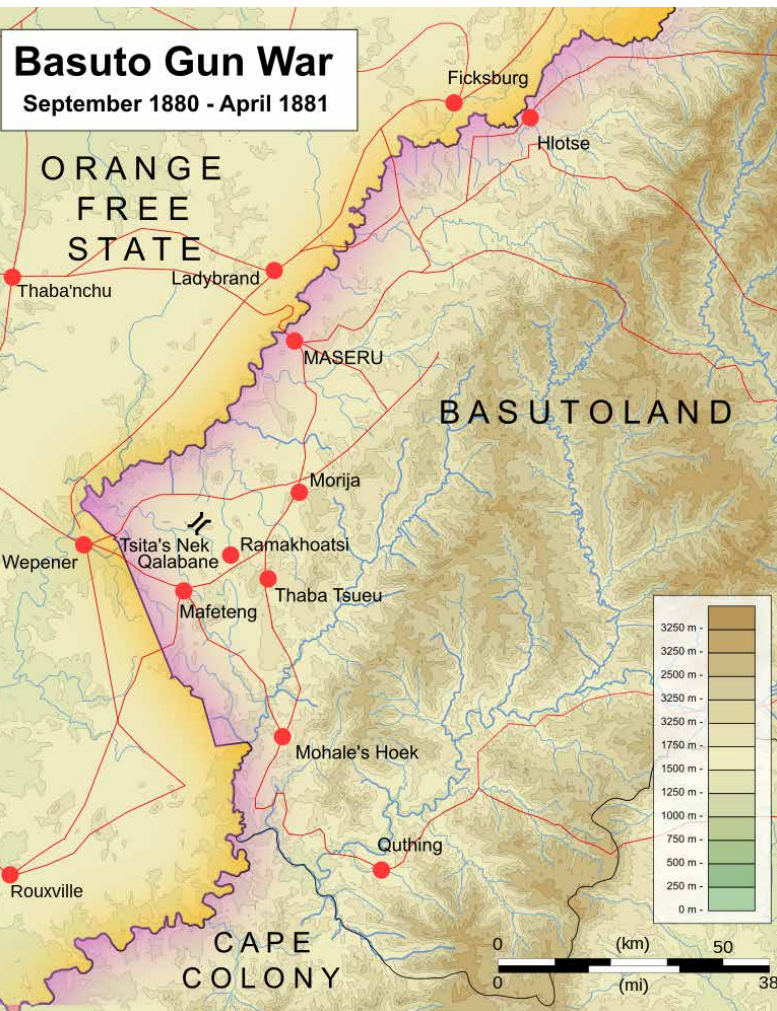 Basuto Gun War
September 1880 - April 1881
Ficksburg
Hlotse
ORANGE
FREE
STATE
Ladybrand
Thaba'nchu
MASERU
BASUTOLAND
Morija
Tsita's Nek
Ramakhoatsi
Qalabane
Wepener
Thaba Tsueu
Mafeteng
Mohale's Hoek
Quthing
Rouxville
CAPE
COLONY
3250 m -
3250 m -
2500 m -
3250 m -
3250 m -
1750 m -
1500 m -
1250 m -
1000 m -
750 m -
500 m -
250 m -
0 m -
0 (km) 50
0 (mi) 38